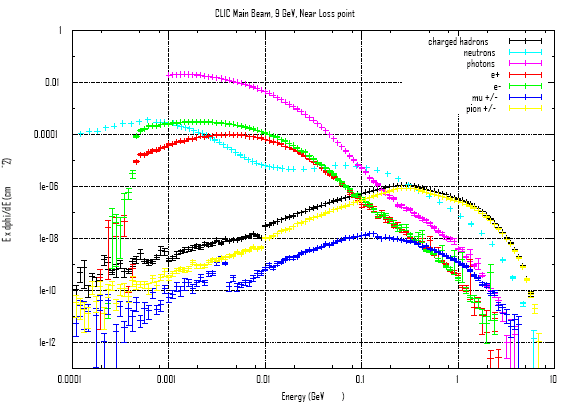 CLIC Main Beam, 9 GeV, Near Loss point
charged hadrons
neutrons
photons
e+
e-
mu +/-
pion +/-
1
0.01
0.0001
1e-06
1e-08
1e-10
1e-12
E x dphi/dE (cm ^2)
0.0001 0.001 0.01 0.1 1 10
Energy (GeV )